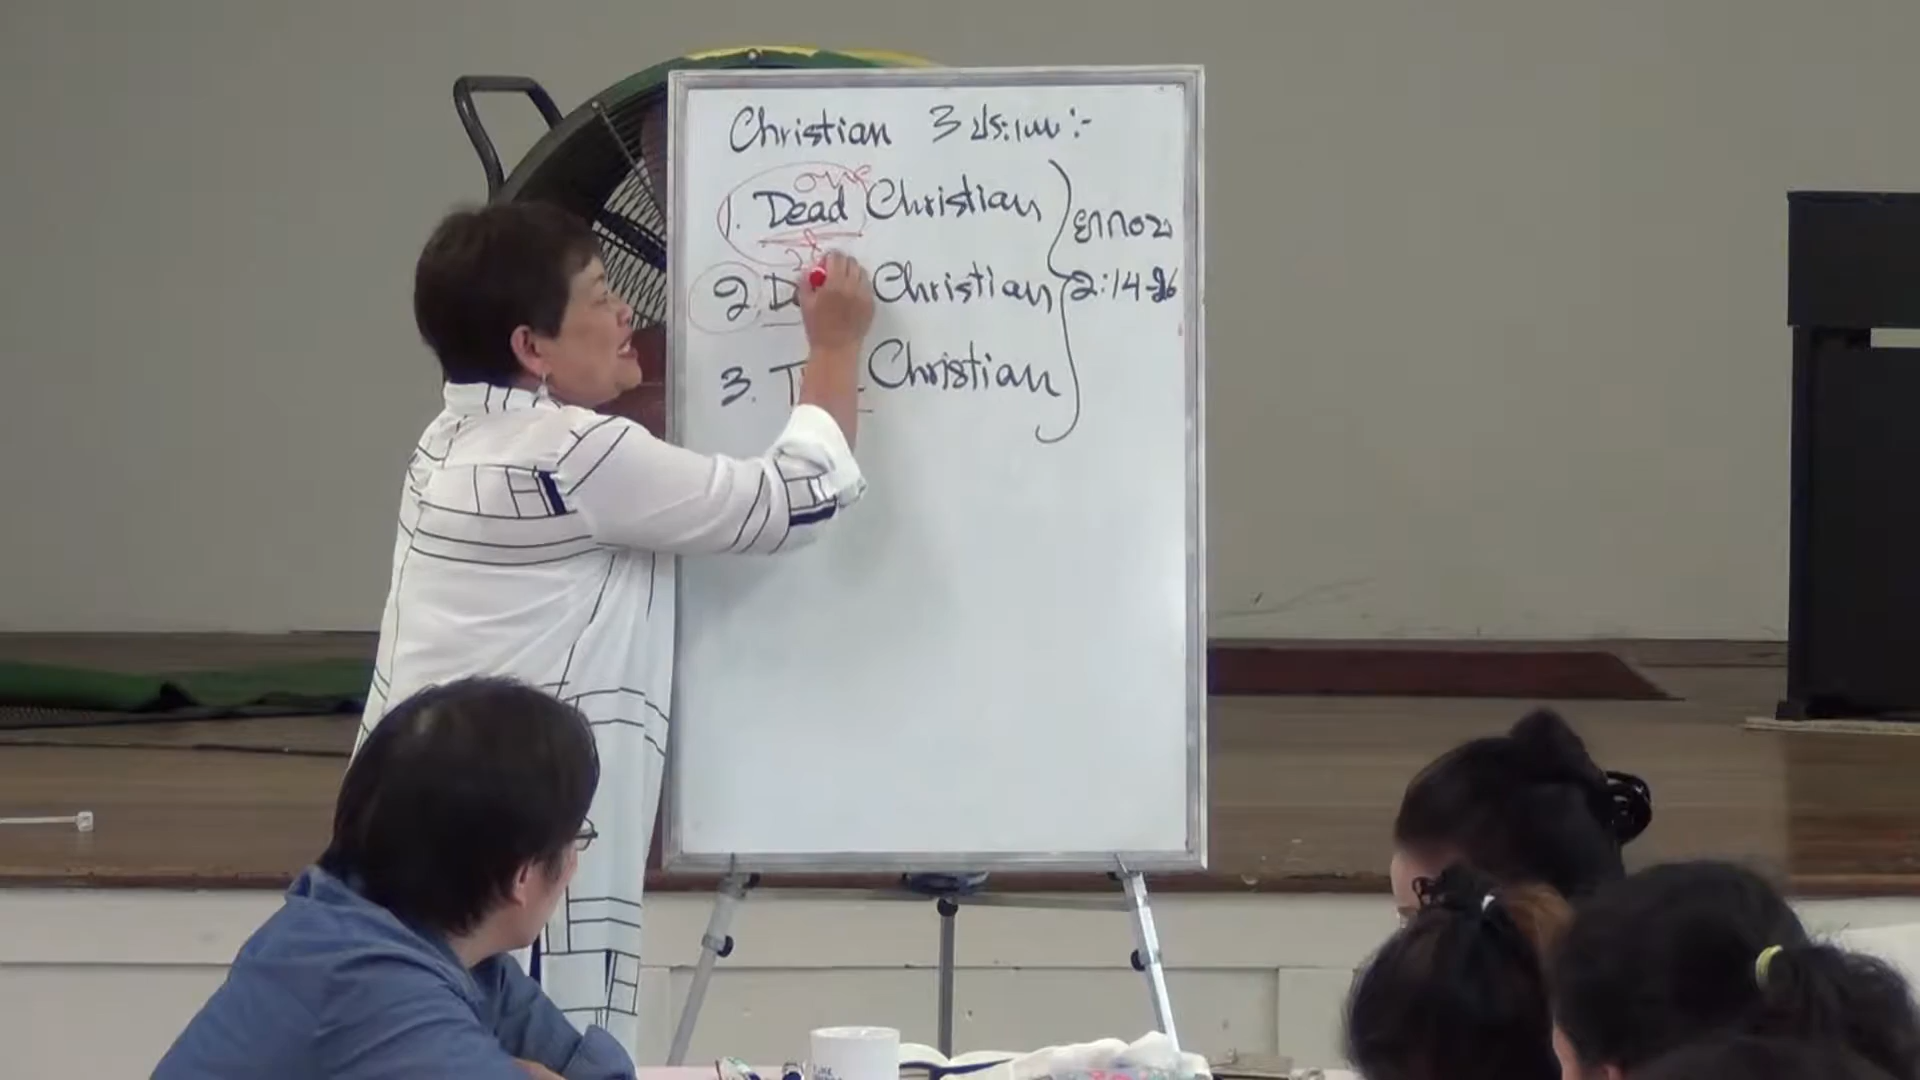 Christian 3 ประเภท :-
1. Dead Christian
2. Christian
3. Christian
ยากอบ
2:14-26